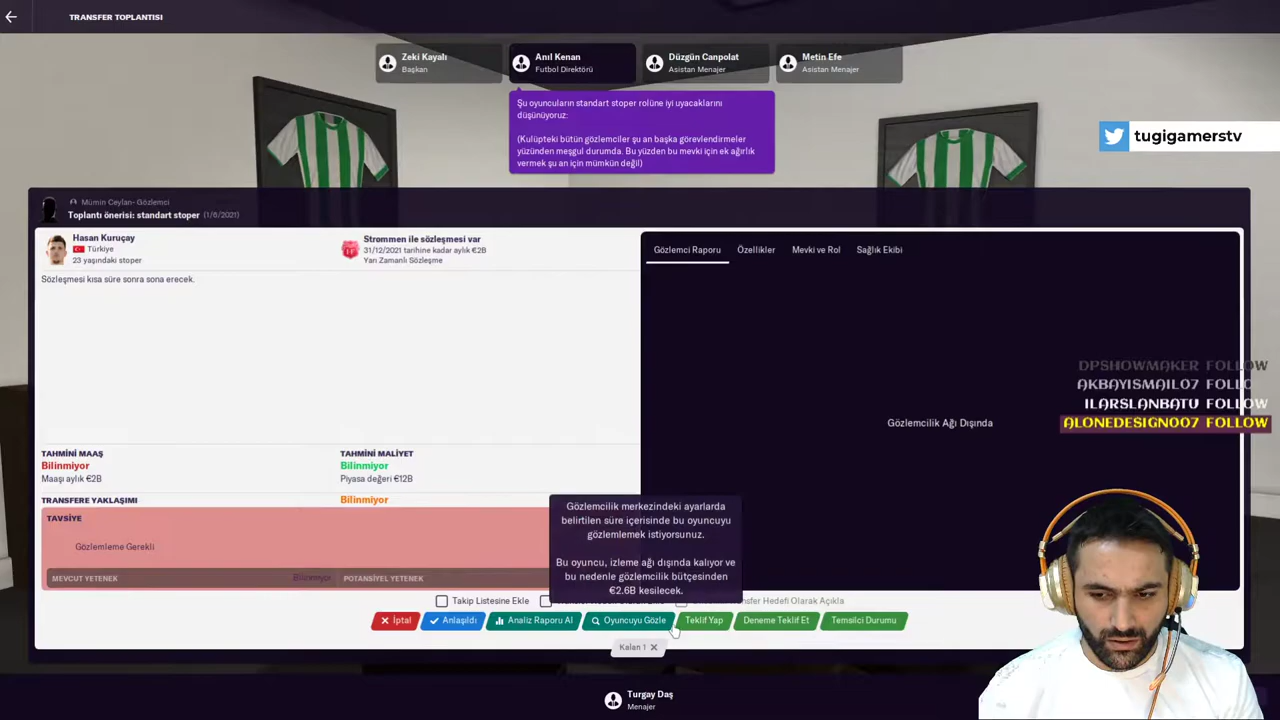 TRANSFER TOPLANTISI
Zeki Kayalı
Başkan
Anıl Kenan
Futbol Direktörü
Düzgün Canpolat
Asistan Menajer
Metin Efe
Asistan Menajer
Şu oyuncuların standart stoper rolüne iyi uyacaklarını
düşünüyoruz:
(Kulüpteki bütün gözlemciler şu an başka görevlendirmeler
yüzünden meşgul durumda. Bu yüzden bu mevki için ek ağırlık
vermek şu an için mümkün değil)
tugigamerstv
Mümin Ceylan- Gözlemci
Toplantı önerisi: standart stoper (1/6/2021)
Hasan Kuruçay
Türkiye
23 yaşındaki stoper
Strømmen ile sözleşmesi var
31/12/2021 tarihine kadar aylık €2B
Yarı Zamanlı Sözleşme
Sözleşmesi kısa süre sonra sona erecek.
Gözlemci Raporu
Özellikler
Mevki ve Rol
Sağlık Ekibi
Gözlemcilik Ağı Dışında
DPSHOWMAKER FOLLOW
AKBAYISMAIL07 FOLLO
ILARSLANBATU FOLLOW
ALONEDESIGN007 FOLLOW
TAHMİNİ MAAŞ
Bilinmiyor
Maaşı aylık €2B
TAHMİNİ MALİYET
Bilinmiyor
Piyasa değeri €12B
TRANSFERE YAKLAŞIMI
Bilinmiyor
TAVSİYE
Gözlemleme Gerekli
MEVCUT YETENEK
Bilinmiyor
POTANSİYEL YETENEK
Gözlemcilik merkezindeki ayarlarda
belirtilen süre içerisinde bu oyuncuyu
gözlemlemek istiyorsunuz.
Bu oyuncu, izleme ağı dışında kalıyor ve
bu nedenle gözlemcilik bütçesinden
€2.6B kesilecek.
Takip Listesine Ekle
Transfer Hedefi Olarak Açıkla
İptal
Anlaşıldı
Analiz Raporu Al
Oyuncuyu Gözle
Teklif Yap
Deneme Teklif Et
Temsilci Durumu
Kalan 1
Turgay Daş
Menajer